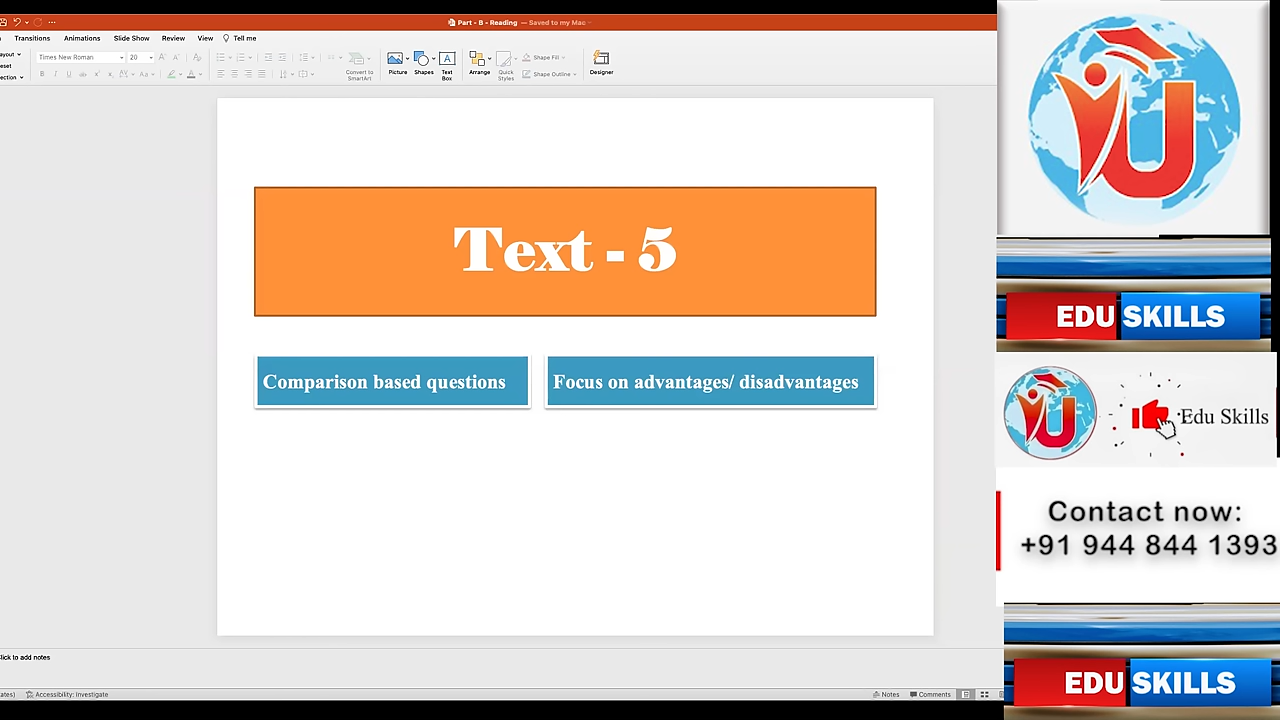 Part - B - Reading — Saved to my Mac
Transitions Animations Slide Show Review View Tell me
Times New Roman 20
Convert to SmartArt
Picture Shapes Text Box Arrange Quick Styles Designer
Shape Fill
Shape Outline
Text - 5
Comparison based questions
Focus on advantages/ disadvantages
Click to add notes
Accessibility: Investigate
Notes Comments
U
EDU SKILLS
U
Edu Skills
Contact now:
+91 944 844 1393
EDU SKILLS